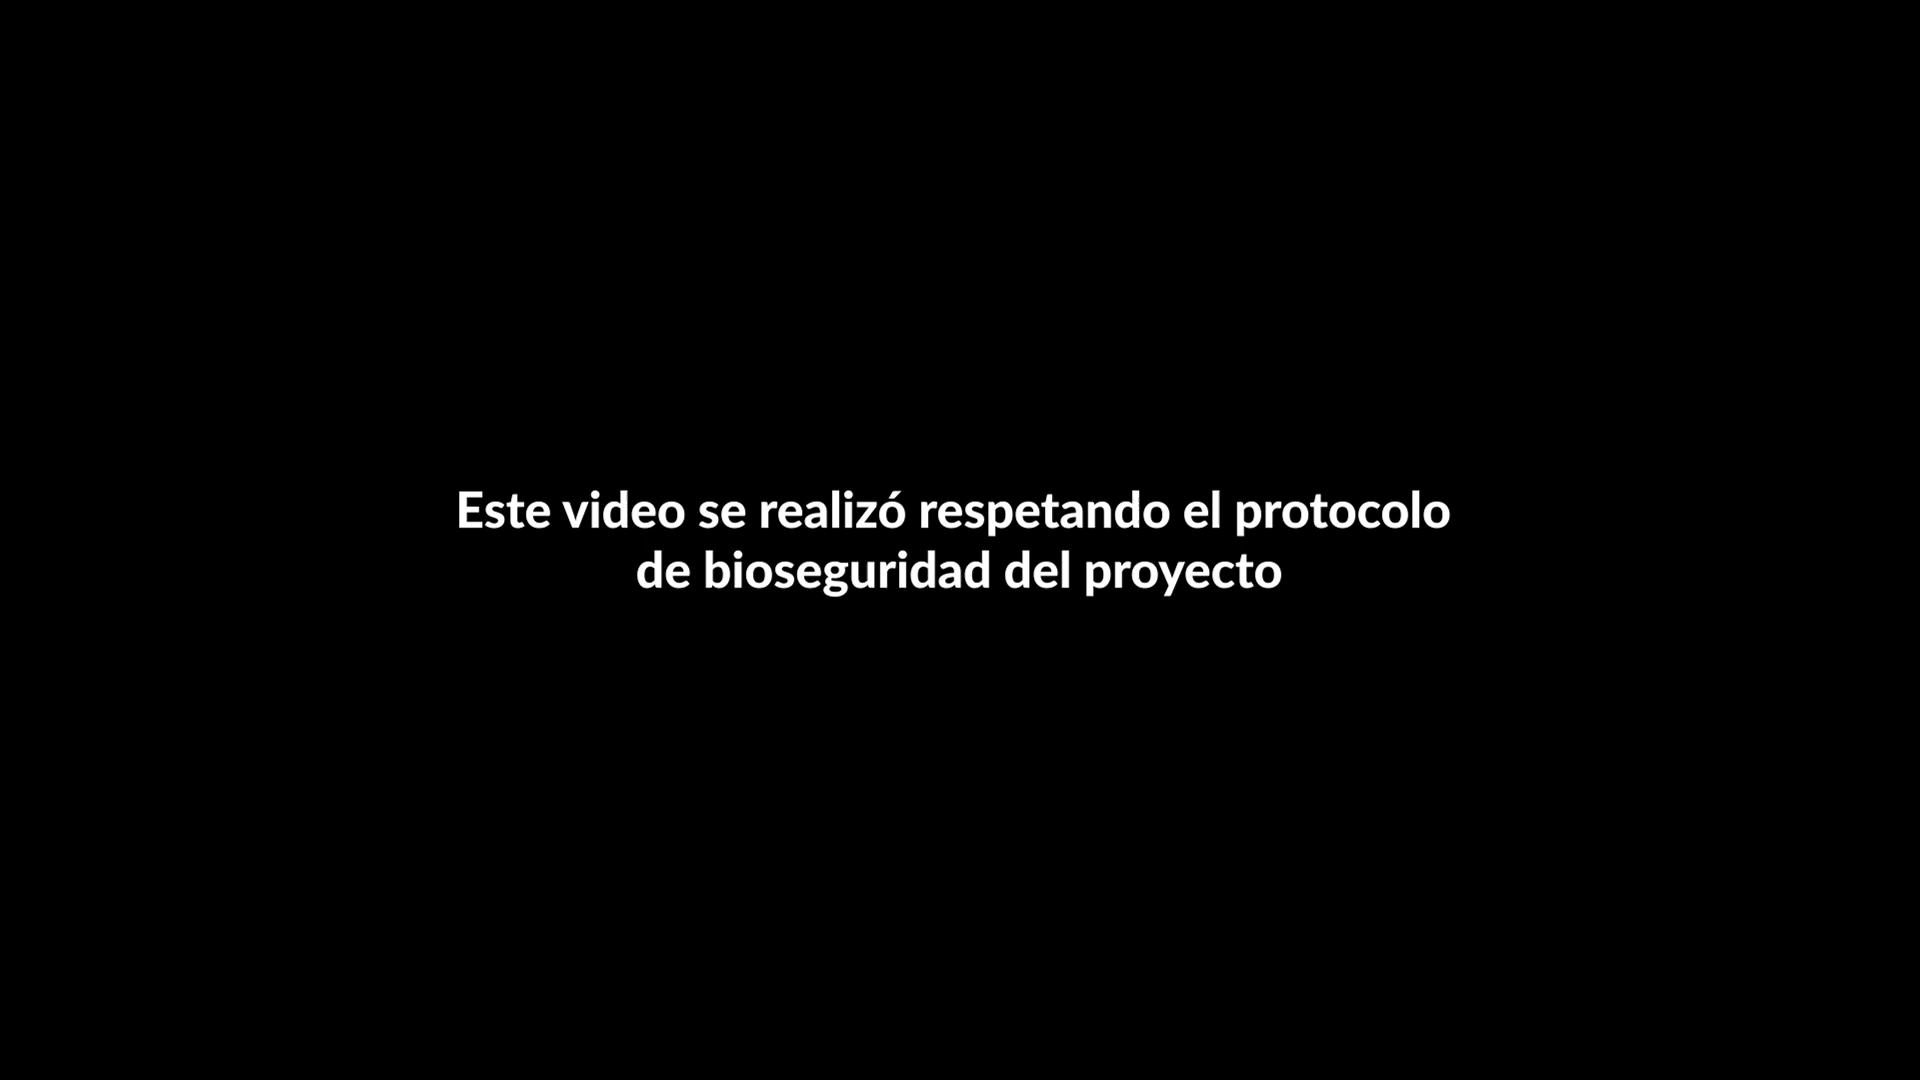 Este video se realizó respetando el protocolo
de bioseguridad del proyecto